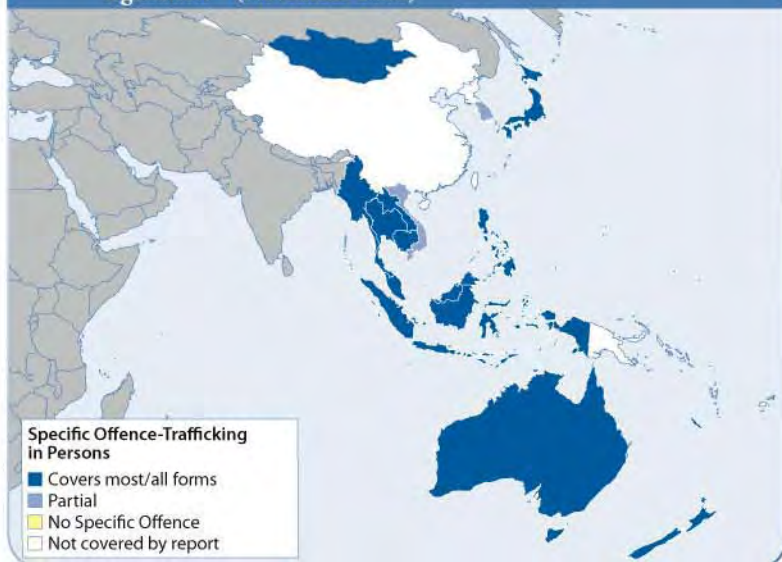 Specific Offence-Trafficking
in Persons
Covers most/all forms
Partial
No Specific Offence
Not covered by report